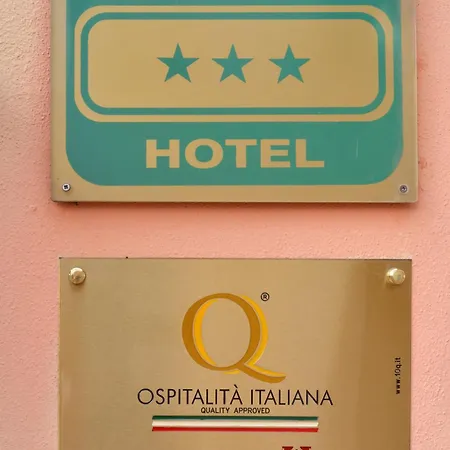 HOTEL
Q®
OSPITALITÀ ITALIANA
QUALITY APPROVED
www.10q.it